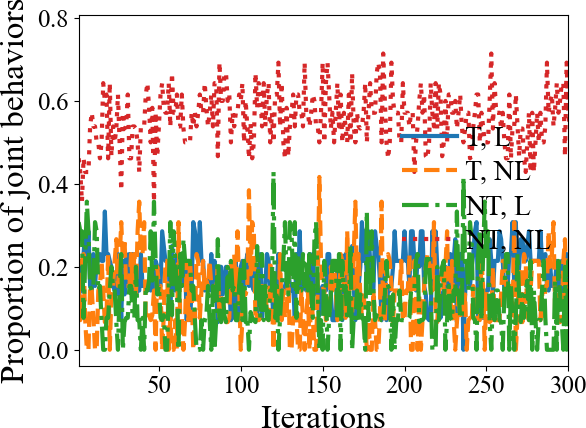 Proportion of joint behaviors
0.8
0.6
0.4
0.2
0.0
T, L
T, NL
NT, L
NT, NL
50
100
150
200
250
300
Iterations